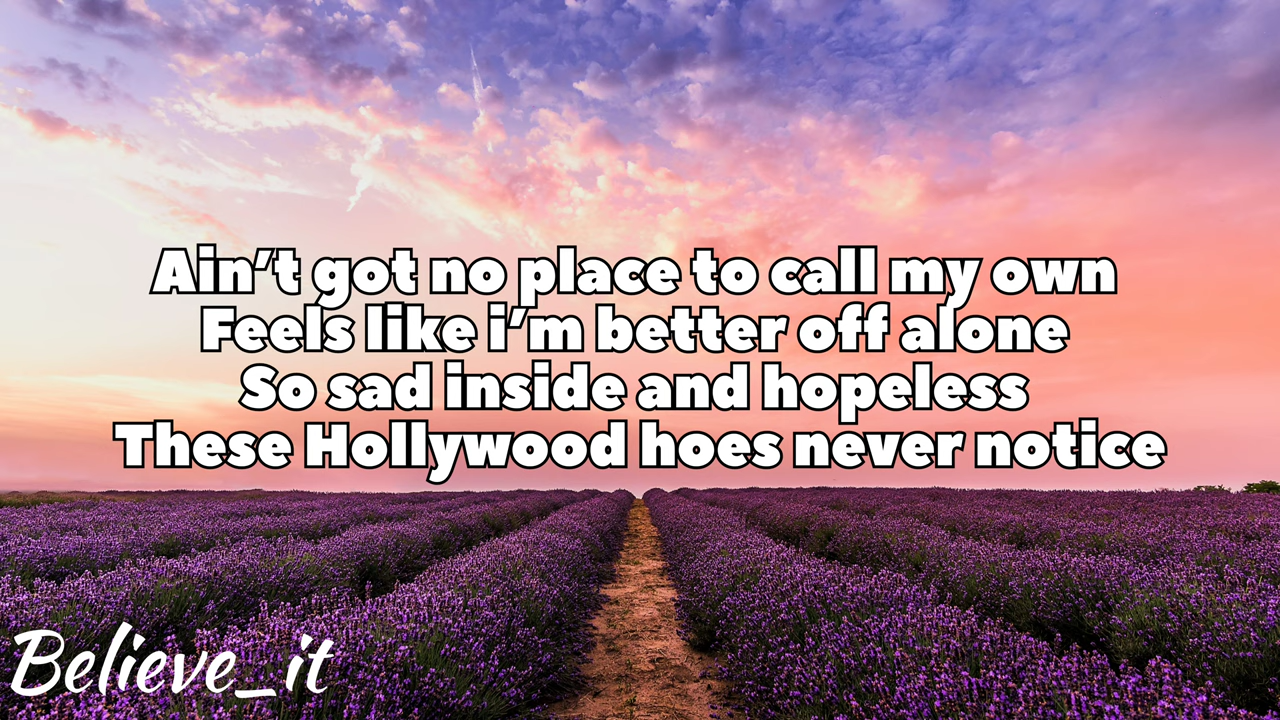 Ain't got no place to call my own
Feels like i'm better off alone
So sad inside and hopeless
These Hollywood hoes never notice
Believe_it